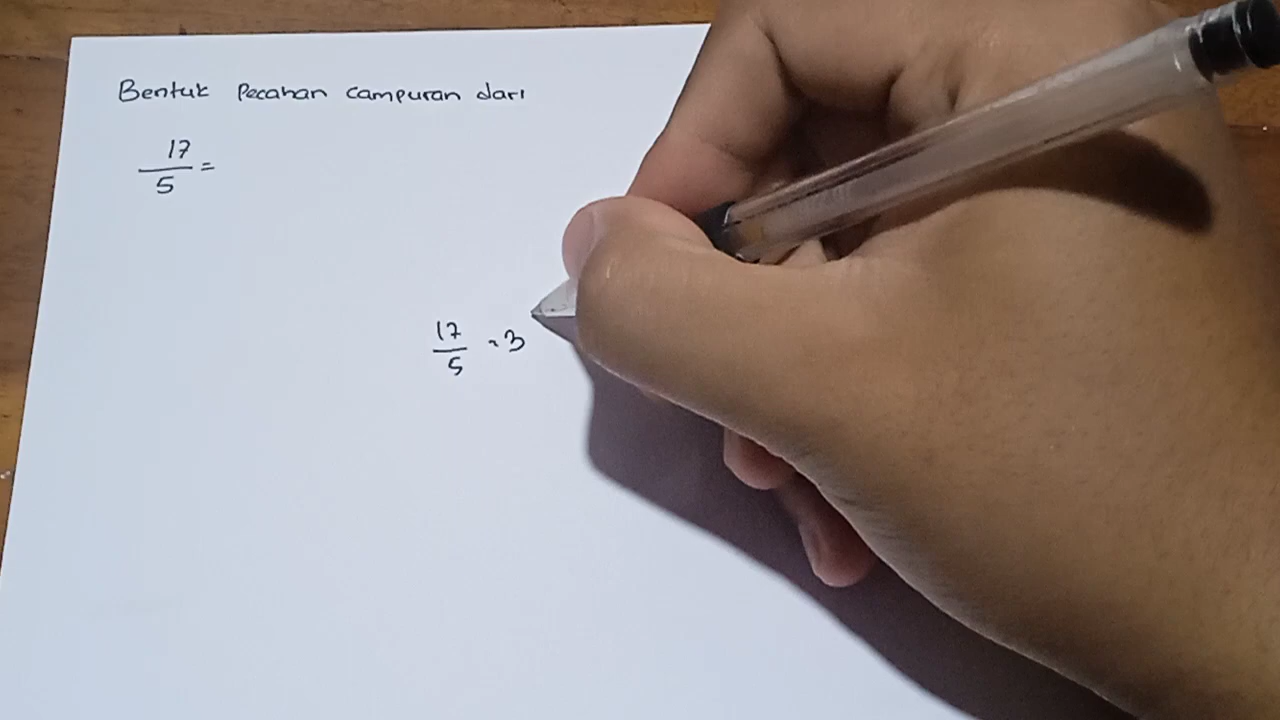 Bentuk Pecahan campuran dari
17/5 =
17/5 = 3